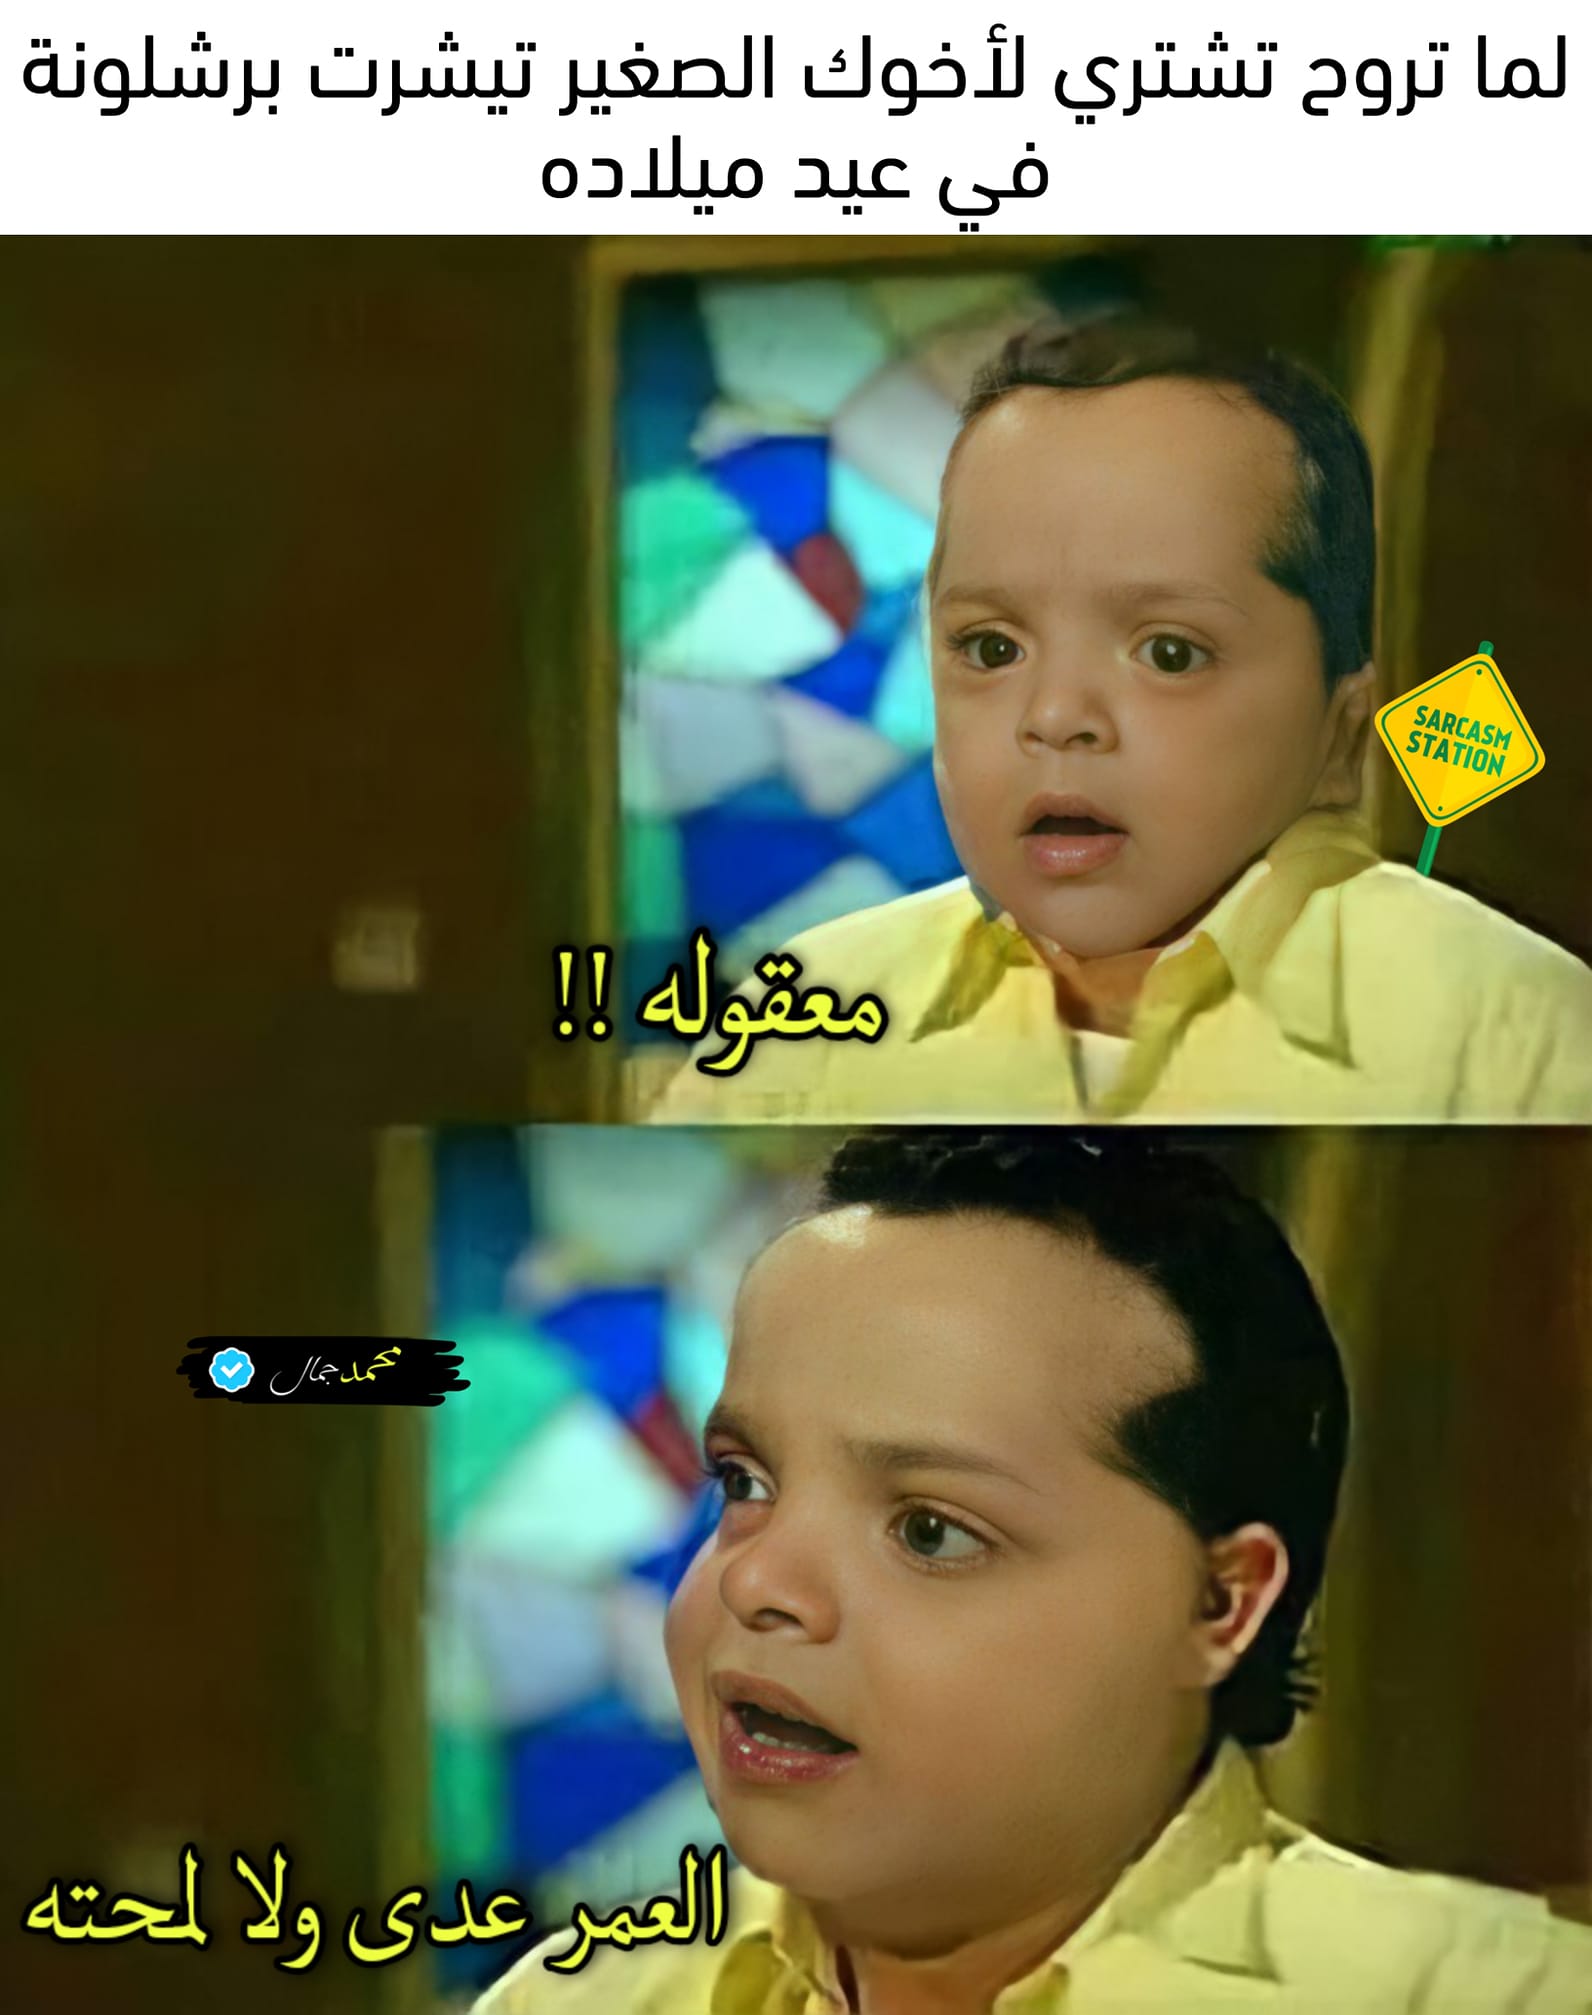 لما تروح تشتري لأخوك الصغير تيشرت برشلونة
في عيد ميلاده
SARCASM
STATION
معقوله !!
محمد جمال
العمر عدى ولا لمحته